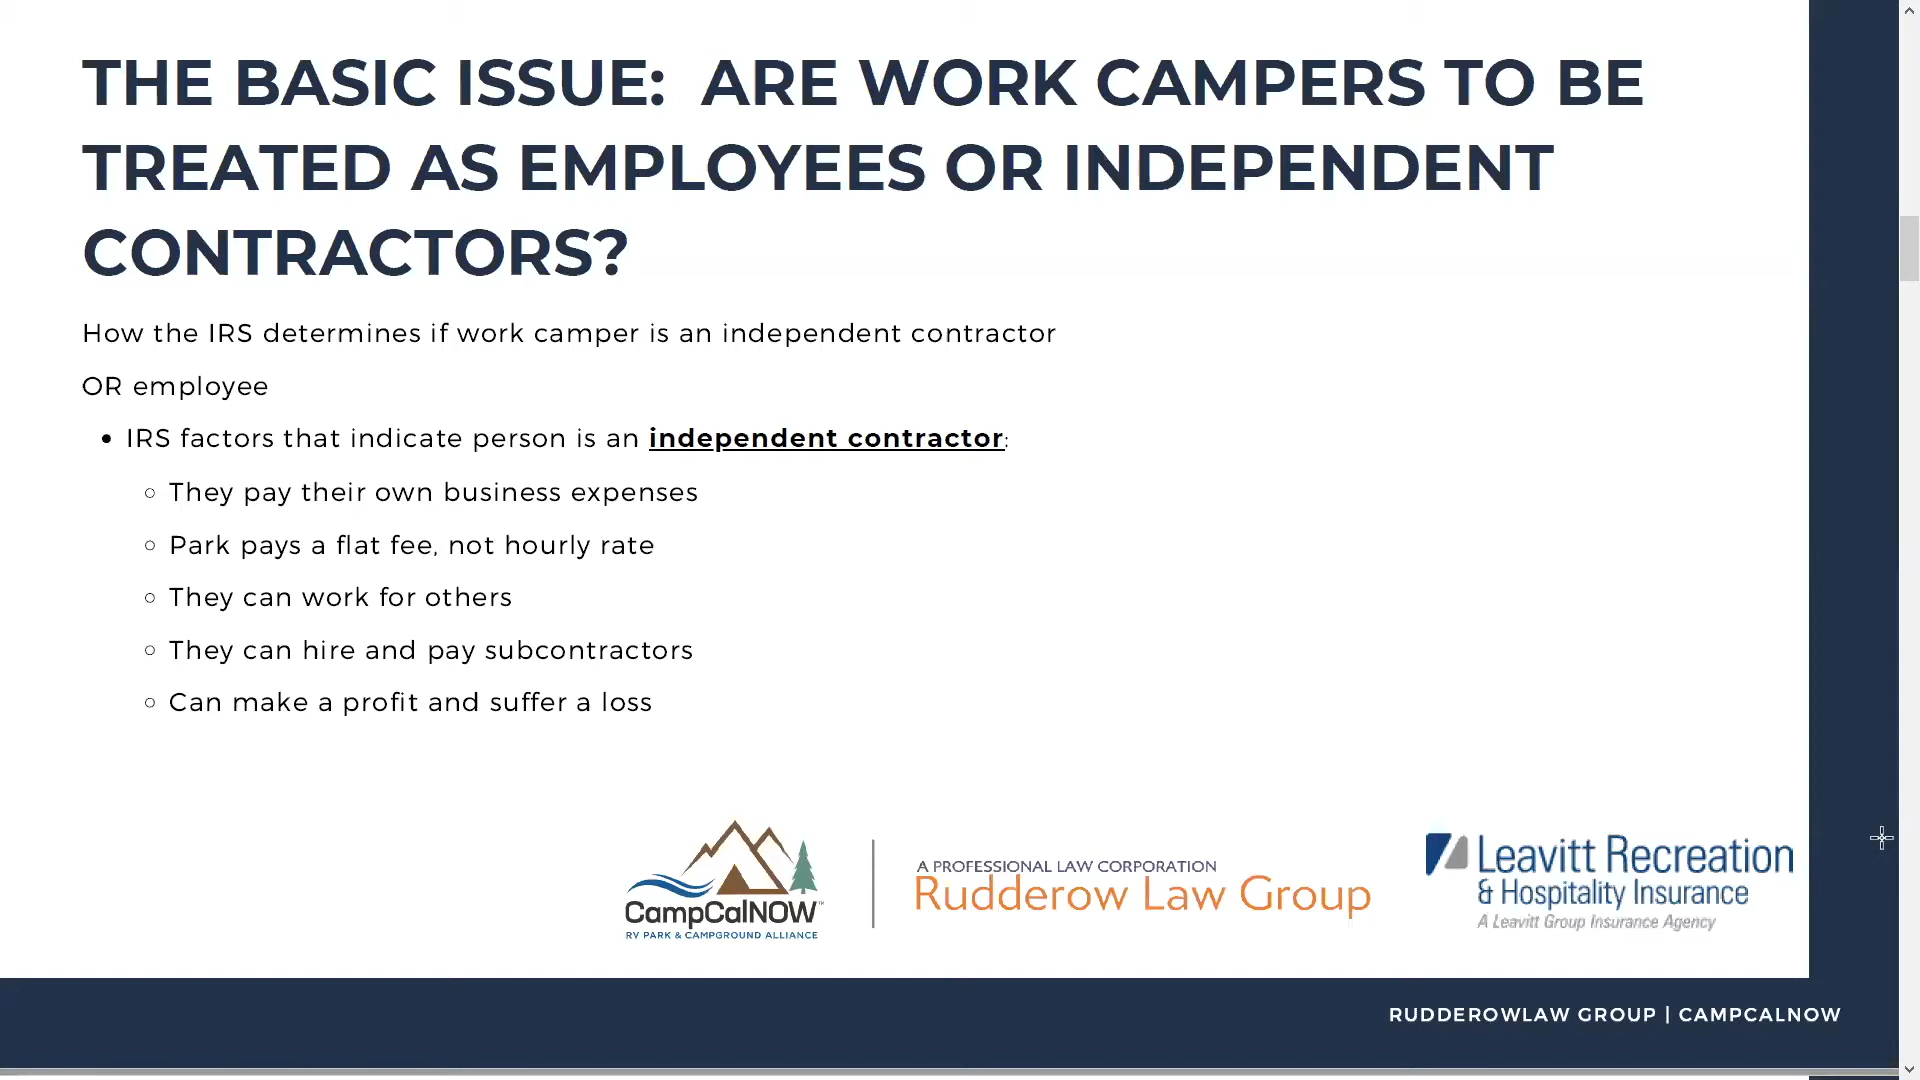 THE BASIC ISSUE: ARE WORK CAMPERS TO BE
TREATED AS EMPLOYEES OR INDEPENDENT
CONTRACTORS?
How the IRS determines if work camper is an independent contractor
OR employee
• IRS factors that indicate person is an independent contractor:
○ They pay their own business expenses
○ Park pays a flat fee, not hourly rate
○ They can work for others
○ They can hire and pay subcontractors
○ Can make a profit and suffer a loss
CampCalNOW™
RV PARK & CAMPGROUND ALLIANCE
A PROFESSIONAL LAW CORPORATION
Rudderow Law Group
Leavitt Recreation
& Hospitality Insurance
A Leavitt Group Insurance Agency
RUDDEROWLAW GROUP | CAMPCALNOW